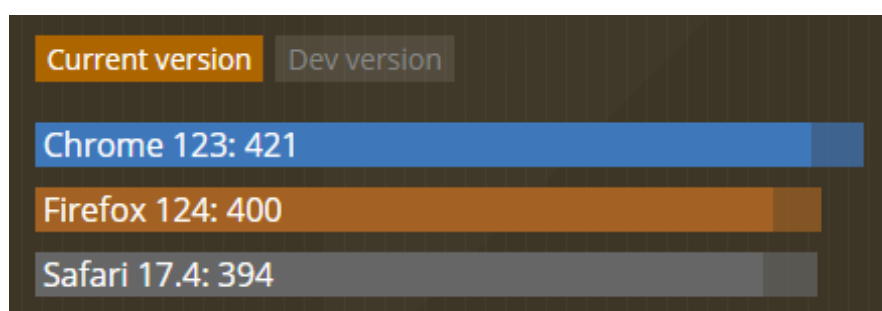 Current version Dev version
Chrome 123: 421
Firefox 124: 400
Safari 17.4: 394